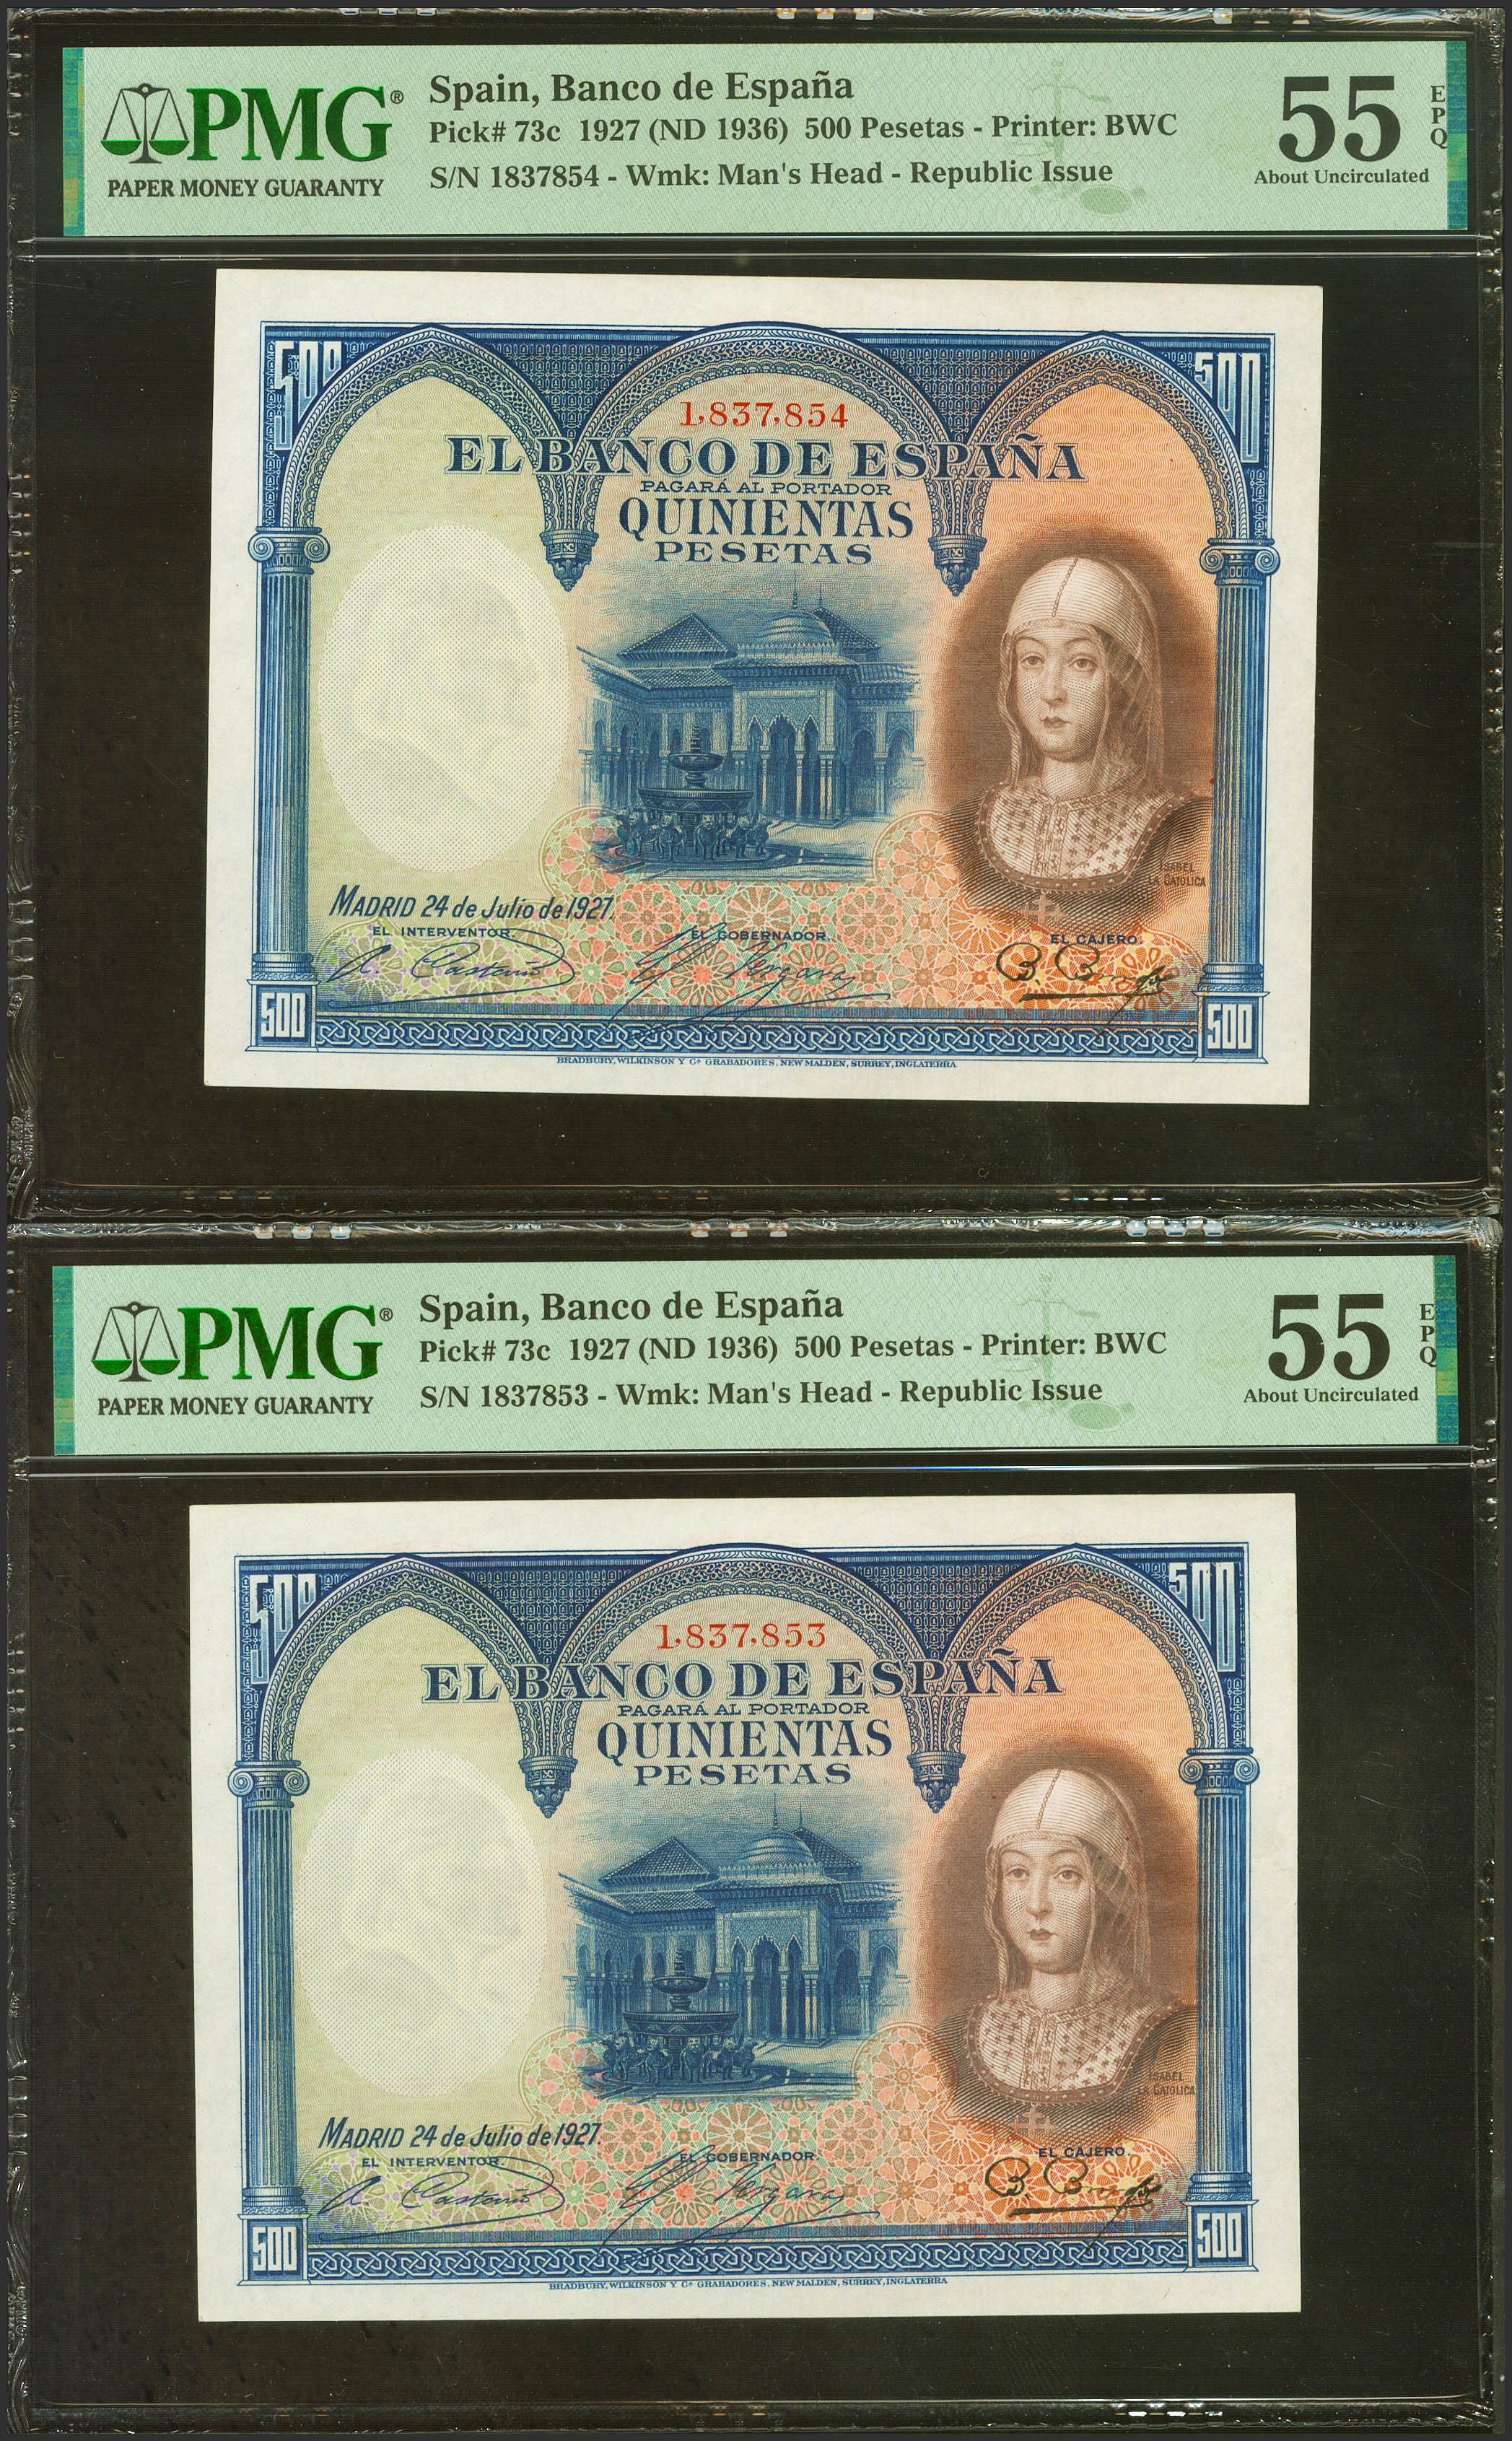 PMG®
PAPER MONEY GUARANTY
Spain, Banco de España
Pick# 73c 1927 (ND 1936) 500 Pesetas - Printer: BWC
S/N 1837854 - Wmk: Man's Head - Republic Issue
55
EPQ
About Uncirculated
500
500
1,837,854
EL BANCO DE ESPAÑA
PAGARÁ AL PORTADOR
QUINIENTAS
PESETAS
ISABEL
LA CATOLICA
MADRID 24 de Julio de 1927.
EL INTERVENTOR.
EL GOBERNADOR.
EL CAJERO.
500
500
BRADBURY, WILKINSON Y Cª GRABADORES, NEW MALDEN, SURREY, INGLATERRA
PMG®
PAPER MONEY GUARANTY
Spain, Banco de España
Pick# 73c 1927 (ND 1936) 500 Pesetas - Printer: BWC
S/N 1837853 - Wmk: Man's Head - Republic Issue
55
EPQ
About Uncirculated
500
500
1,837,853
EL BANCO DE ESPAÑA
PAGARÁ AL PORTADOR
QUINIENTAS
PESETAS
ISABEL
LA CATOLICA
MADRID 24 de Julio de 1927.
EL INTERVENTOR.
EL GOBERNADOR.
EL CAJERO.
500
500
BRADBURY, WILKINSON Y Cª GRABADORES, NEW MALDEN, SURREY, INGLATERRA